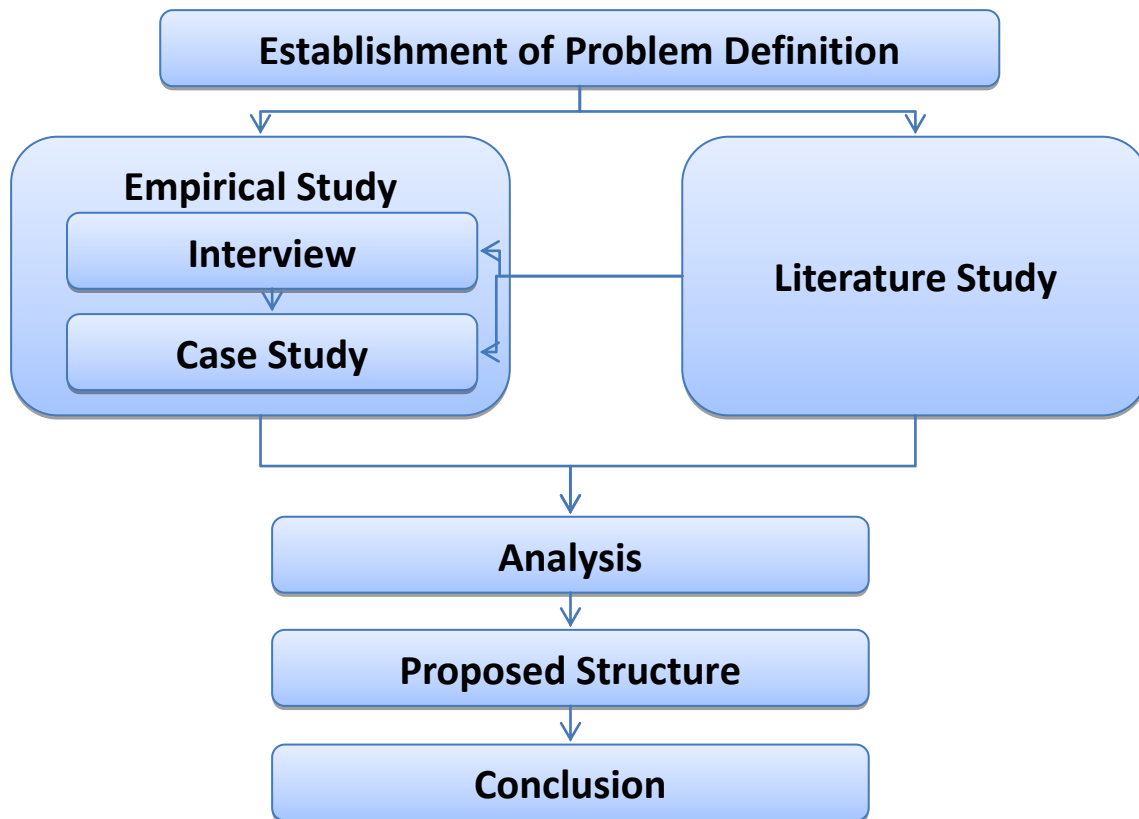 Establishment of Problem Definition
Empirical Study
Interview
Case Study
Literature Study
Analysis
Proposed Structure
Conclusion